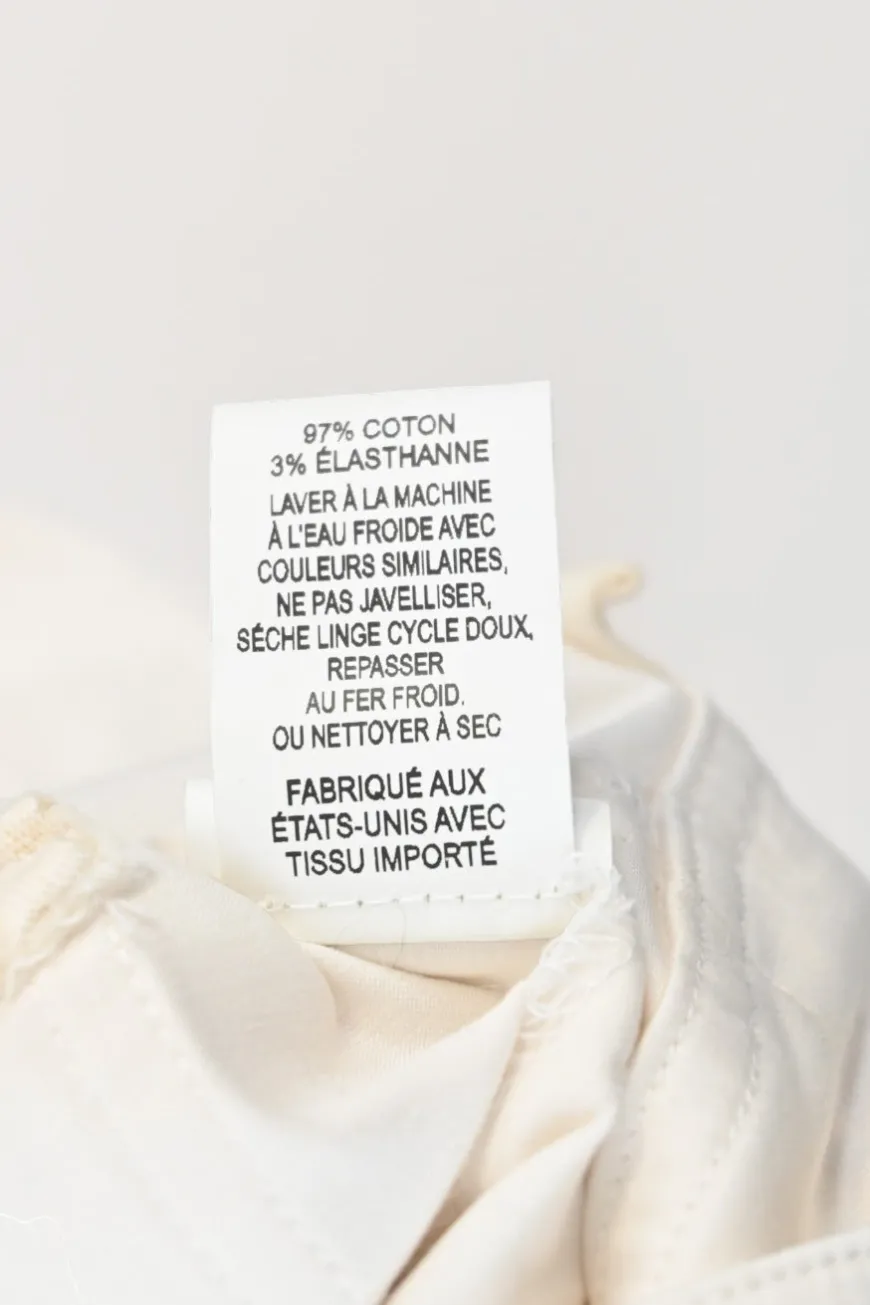 97% COTON
3% ÉLASTHANNE
LAVER À LA MACHINE
À L'EAU FROIDE AVEC
COULEURS SIMILAIRES,
NE PAS JAVELLISER,
SÉCHE LINGE CYCLE DOUX,
REPASSER
AU FER FROID.
OU NETTOYER À SEC
FABRIQUÉ AUX
ÉTATS-UNIS AVEC
TISSU IMPORTÉ